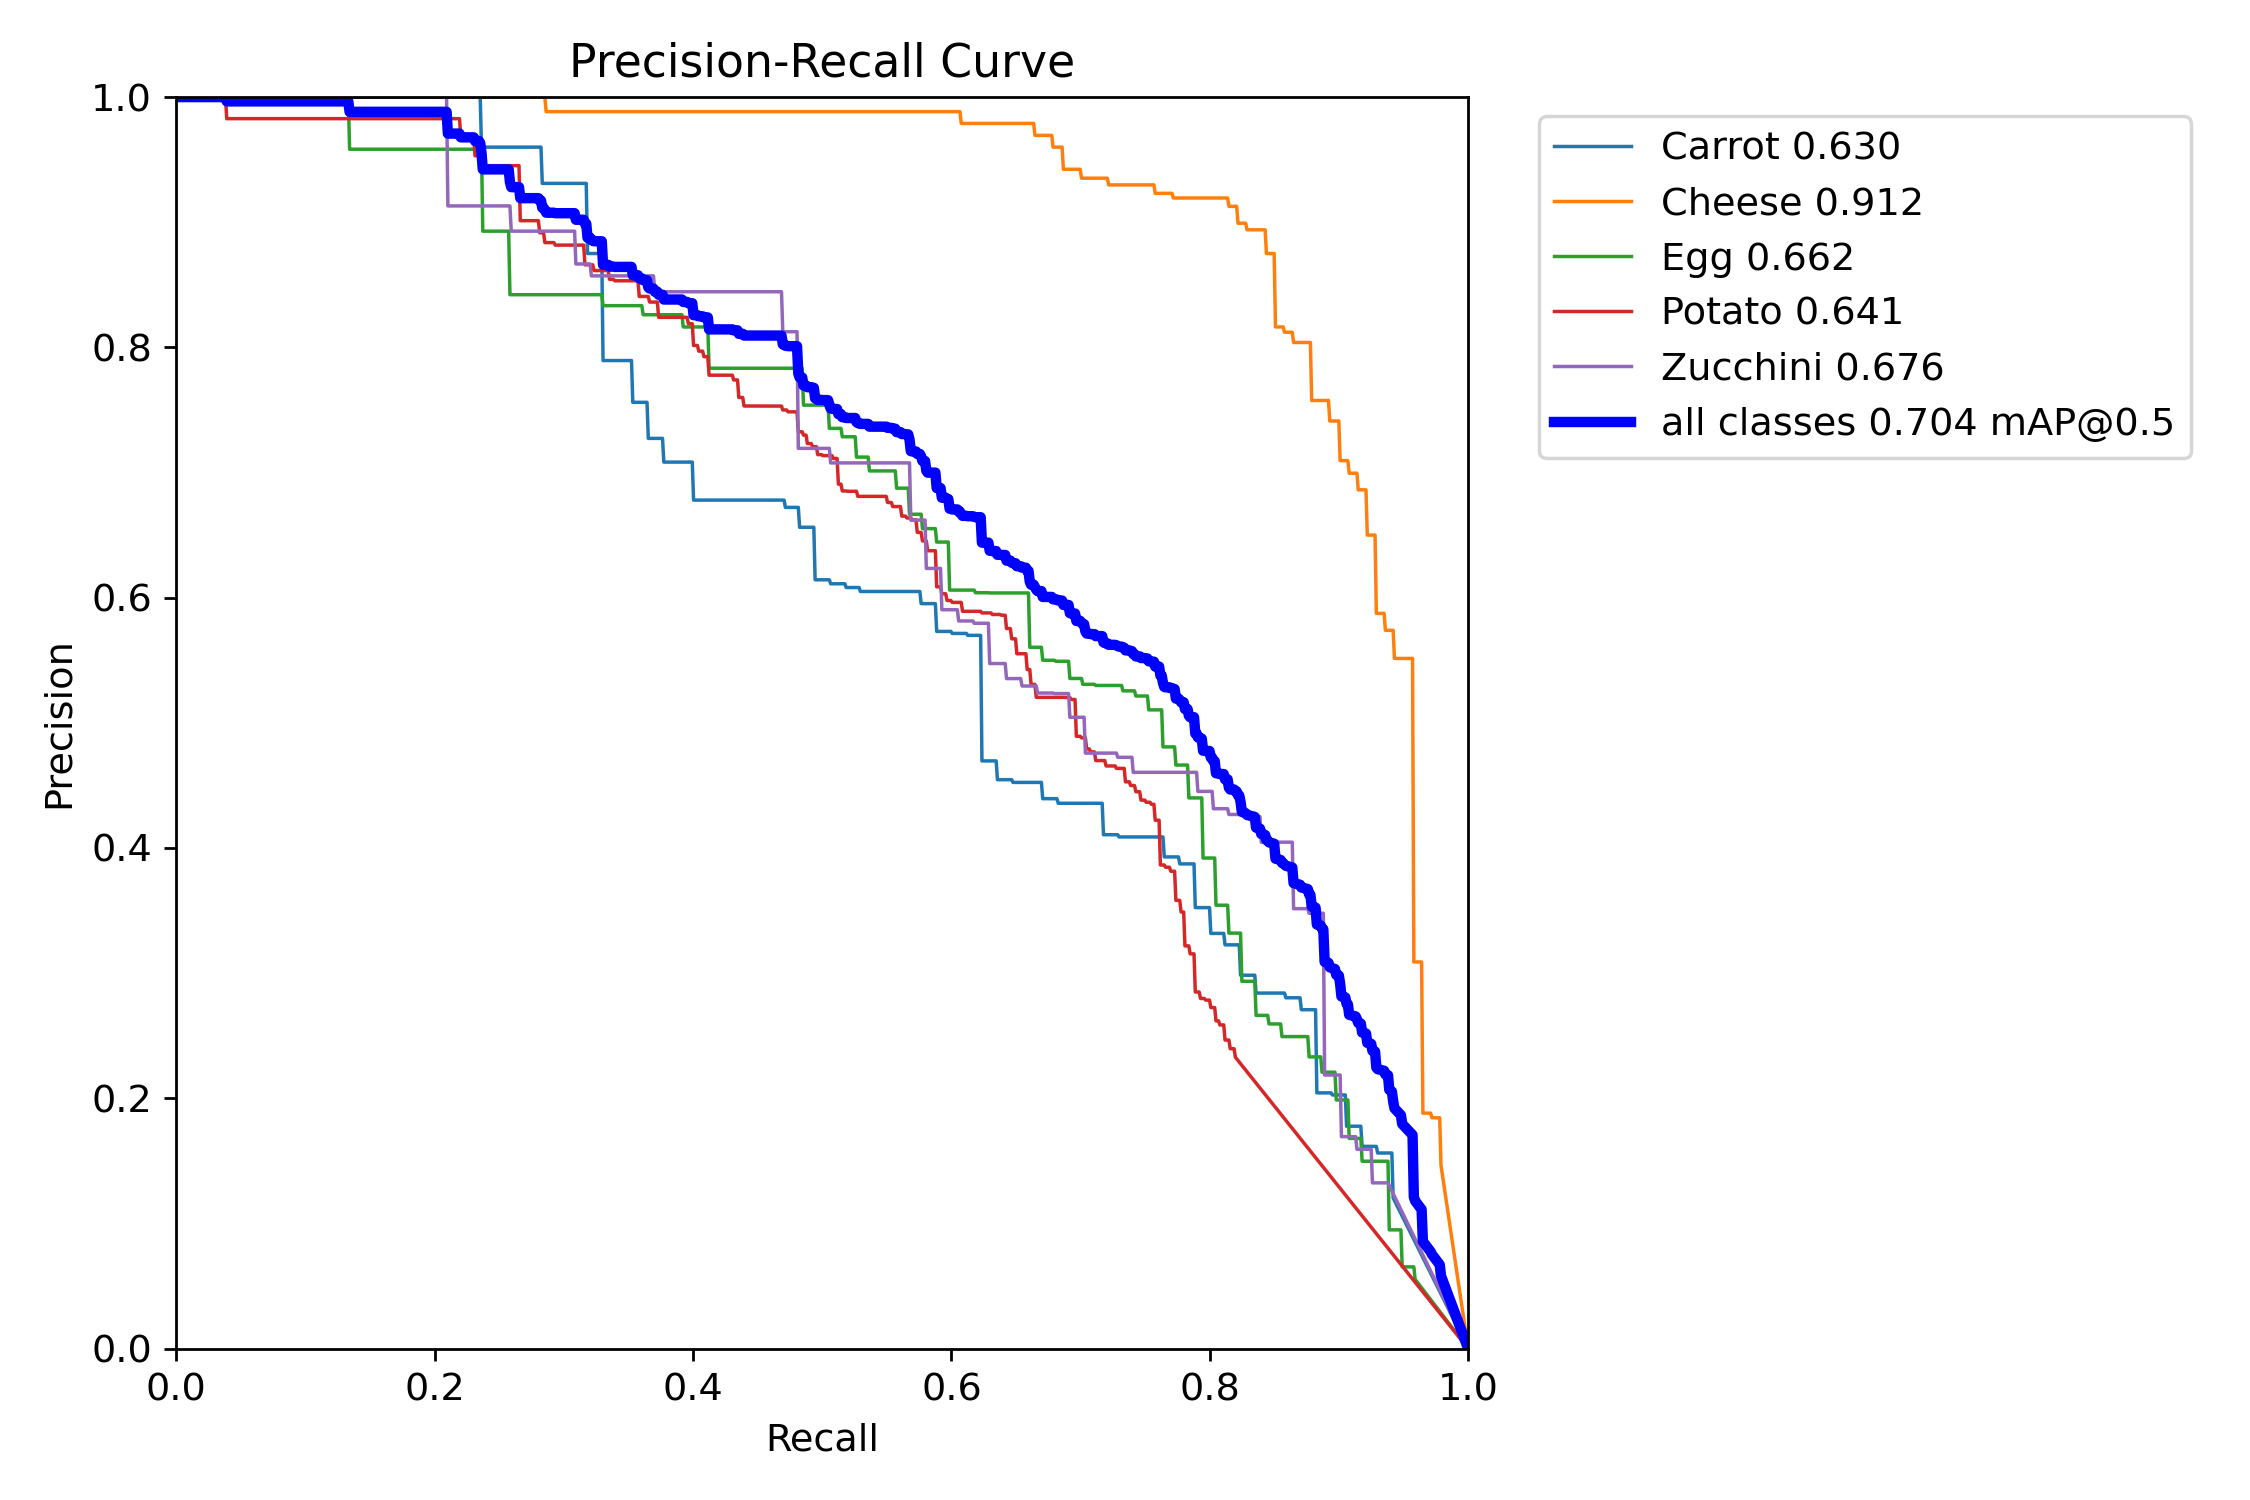 Precision-Recall Curve
1.0
0.8
0.6
0.4
0.2
0.0
Precision
0.0 0.2 0.4 0.6 0.8 1.0
Recall
Carrot 0.630
Cheese 0.912
Egg 0.662
Potato 0.641
Zucchini 0.676
all classes 0.704 mAP@0.5